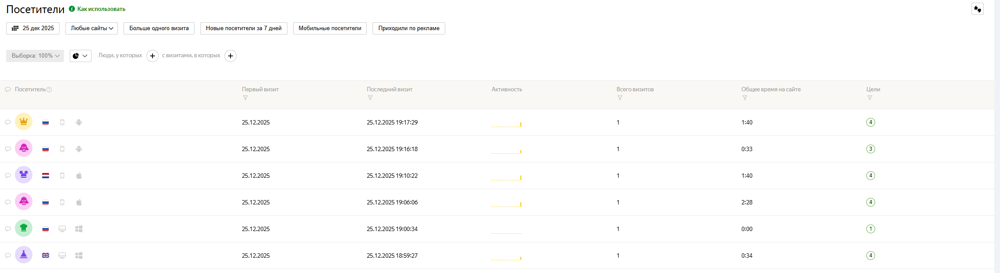 Посетители Как использовать
25 дек 2025 Любые сайты Больше одного визита Новые посетители за 7 дней Мобильные посетители Приходили по рекламе
Выборка: 100% Люди, у которых + с визитами, в которых +
Посетитель ? Первый визит Последний визит Активность Всего визитов Общее время на сайте Цели
25.12.2025 25.12.2025 19:17:29 1 1:40 4
25.12.2025 25.12.2025 19:16:18 1 0:33 3
25.12.2025 25.12.2025 19:10:22 1 1:40 4
25.12.2025 25.12.2025 19:06:06 1 2:28 4
25.12.2025 25.12.2025 19:00:34 1 0:00 1
25.12.2025 25.12.2025 18:59:27 1 0:34 4